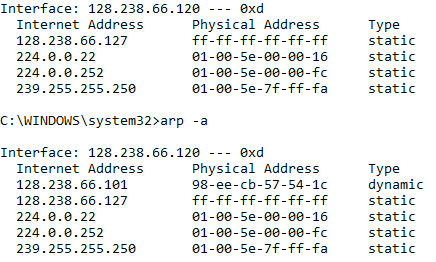 Interface: 128.238.66.120 --- 0xd
  Internet Address      Physical Address      Type
  128.238.66.127        ff-ff-ff-ff-ff-ff     static
  224.0.0.22            01-00-5e-00-00-16     static
  224.0.0.252           01-00-5e-00-00-fc     static
  239.255.255.250       01-00-5e-7f-ff-fa     static

C:\WINDOWS\system32>arp -a

Interface: 128.238.66.120 --- 0xd
  Internet Address      Physical Address      Type
  128.238.66.101        98-ee-cb-57-54-1c     dynamic
  128.238.66.127        ff-ff-ff-ff-ff-ff     static
  224.0.0.22            01-00-5e-00-00-16     static
  224.0.0.252           01-00-5e-00-00-fc     static
  239.255.255.250       01-00-5e-7f-ff-fa     static